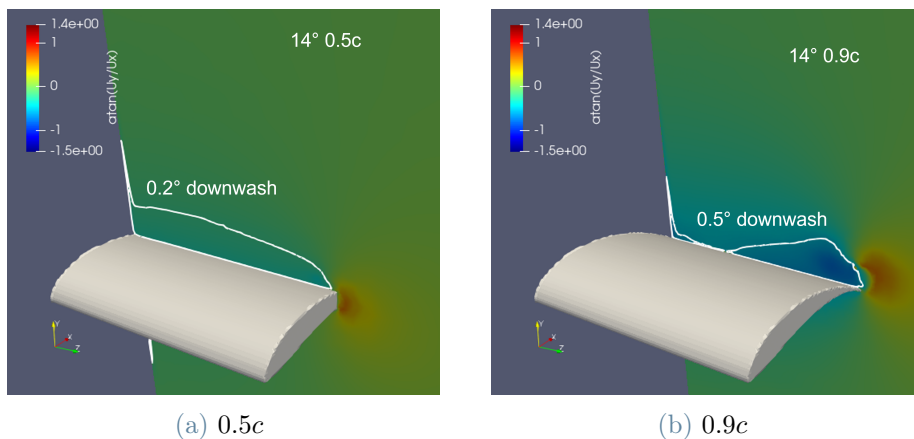 1.4e+00
1
0
-1
-1.5e+00
atan(Uy/Ux)
14° 0.5c
0.2° downwash
Y
X
Z
(a) 0.5c
1.4e+00
1
0
-1
-1.5e+00
atan(Uy/Ux)
14° 0.9c
0.5° downwash
Y
X
Z
(b) 0.9c